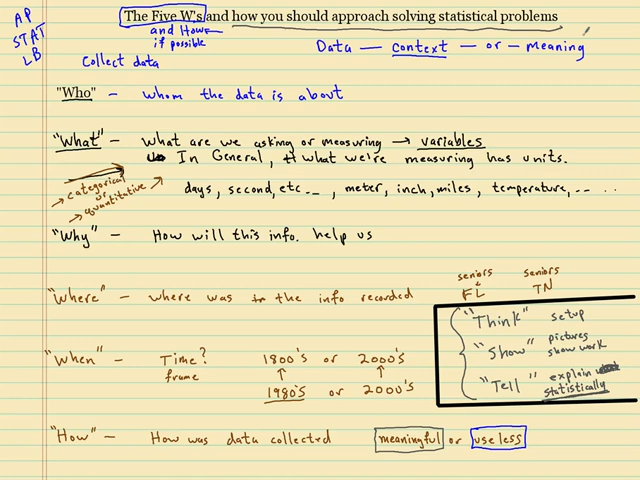 AP
STAT
LB
The Five W's and how you should approach solving statistical problems
and How
if possible
Data — context — or — meaning
Collect data
"Who" - whom the data is about
"What" - what are we asking or measuring → variables
In General, what we're measuring has units.
→ categorical
or
→ quantitative
days, second, etc..., meter, inch, miles, temperature, ... ...
"Why" - How will this info. help us
seniors seniors
FL TN
"Where" - where was the info recorded
"Think" setup
"Show" pictures
show work
"Tell" explain
statistically
"When" - Time? 1800's or 2000's
frame
1980's or 2000's
"How" - How was data collected meaningful or useless